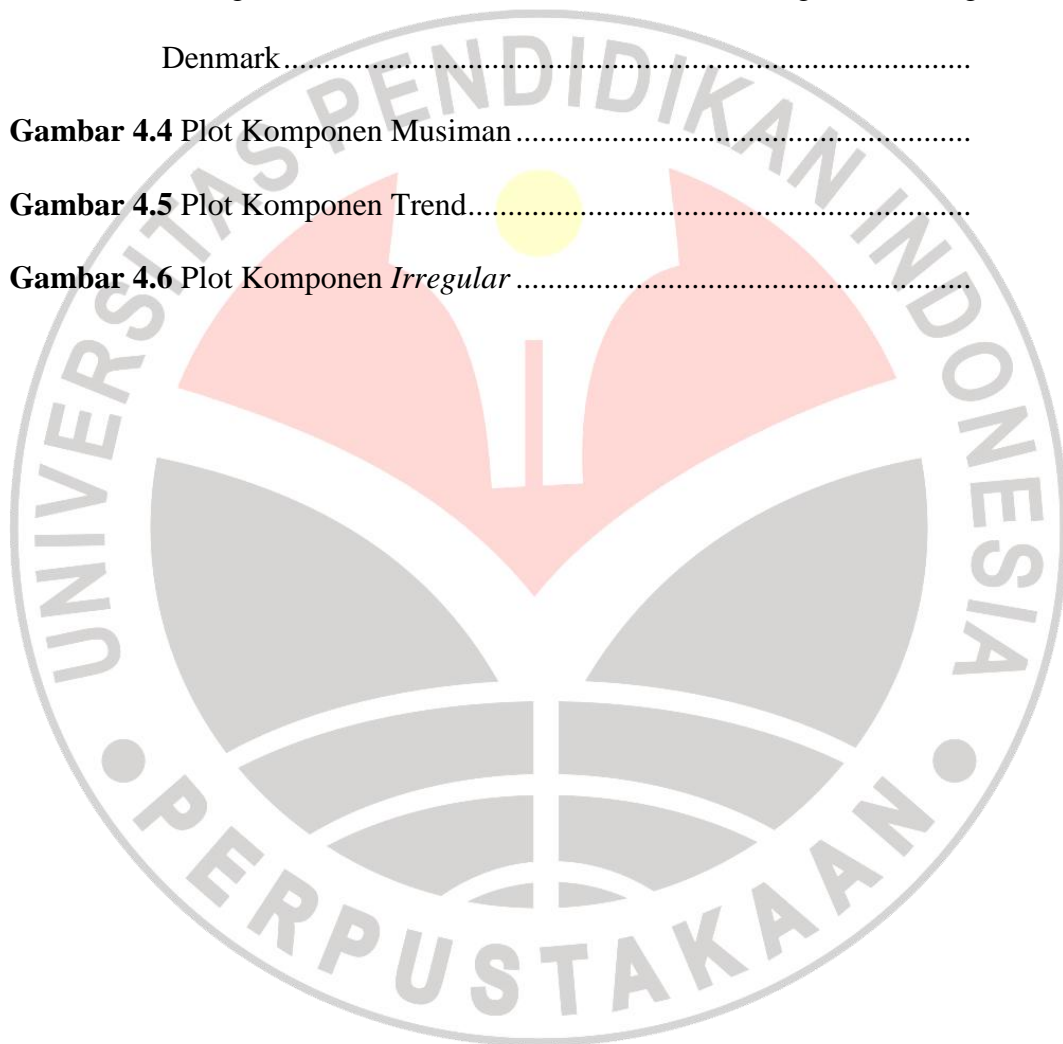 Denmark.......................................................................................
Gambar 4.4 Plot Komponen Musiman..........................................................
Gambar 4.5 Plot Komponen Trend................................................................
Gambar 4.6 Plot Komponen Irregular..........................................................
UNIVERSITAS PENDIDIKAN INDONESIA
PERPUSTAKAAN